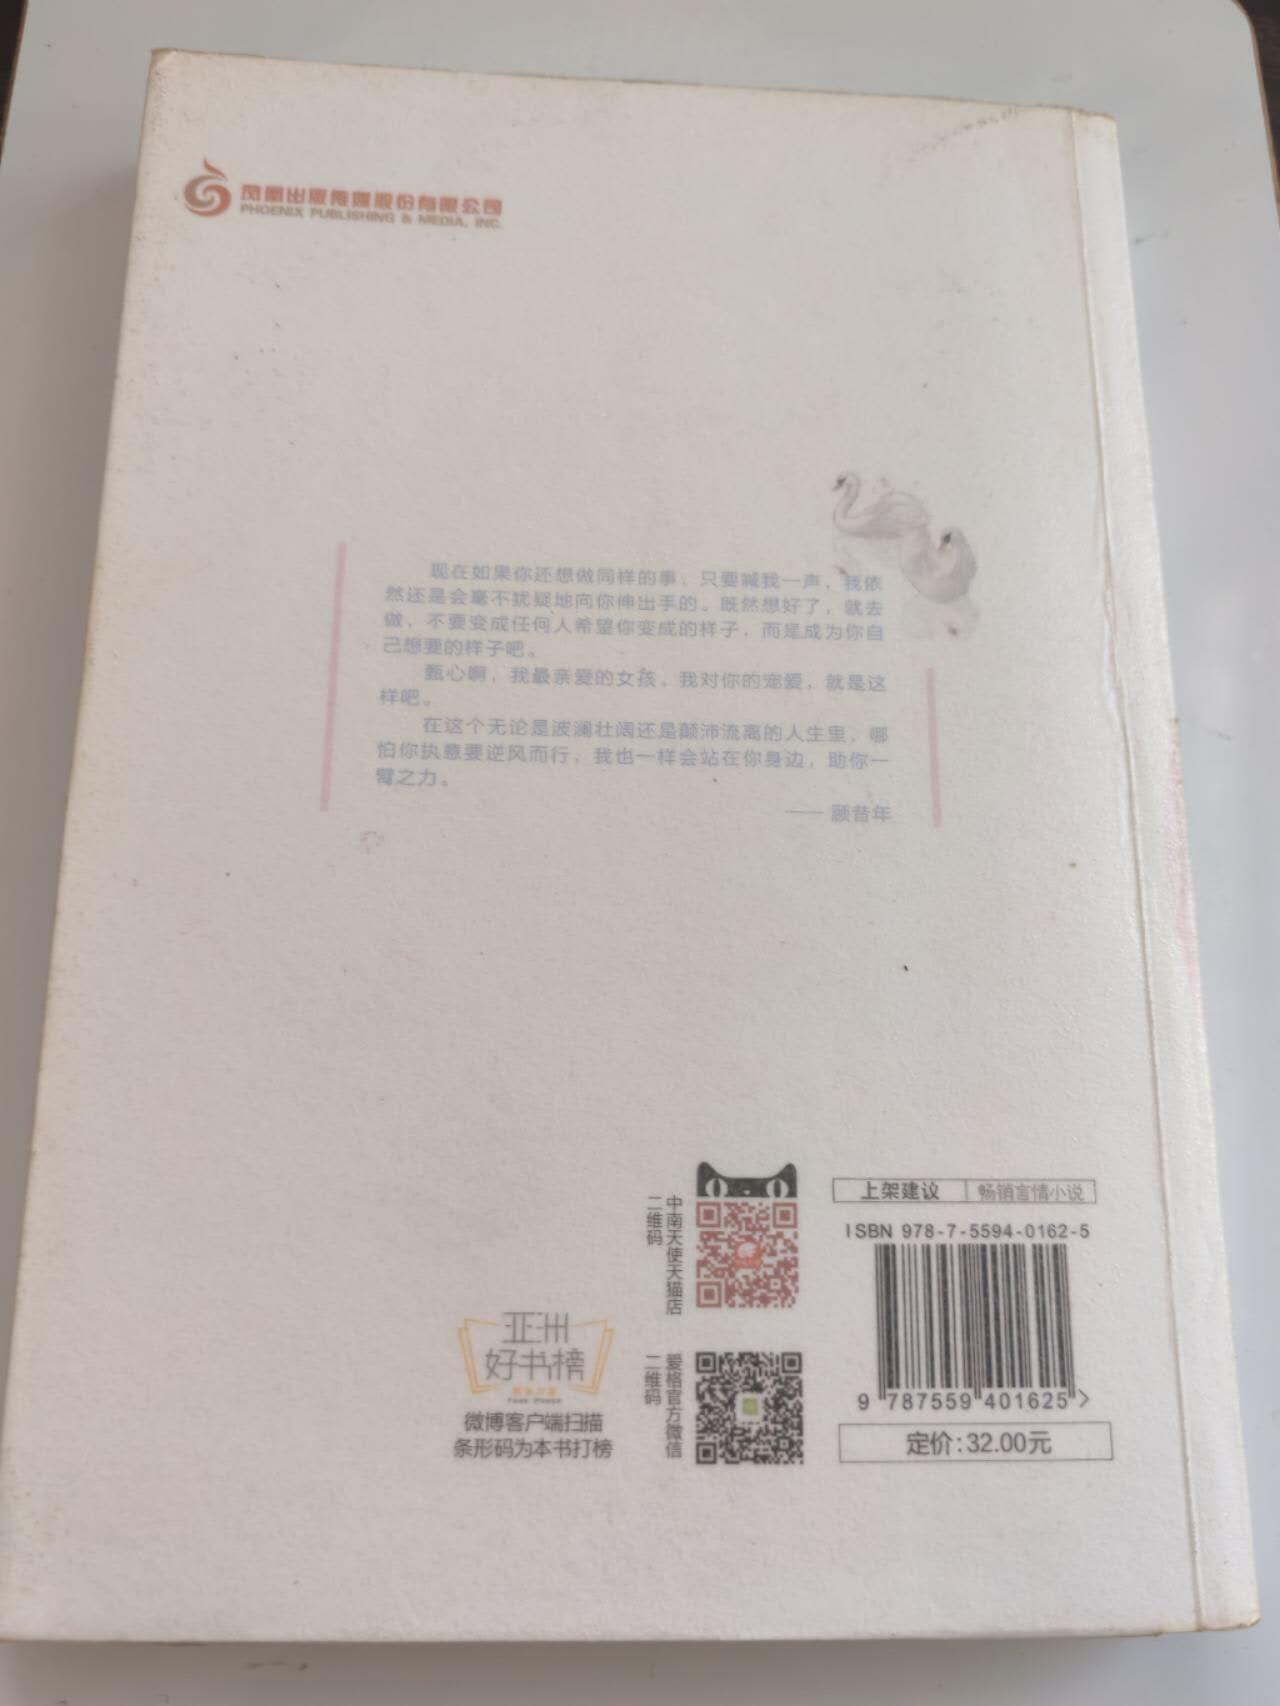 凤凰出版传媒股份有限公司
PHOENIX PUBLISHING & MEDIA, INC.
现在如果你还想做同样的事，只要喊我一声，我依
然还是会毫不犹疑地向你伸出手的。既然想好了，就去
做，不要变成任何人希望你变成的样子，而是成为你自
己想要的样子吧。
甄心啊，我最亲爱的女孩，我对你的宠爱，就是这
样吧。
在这个无论是波澜壮阔还是颠沛流离的人生里，哪
怕你执意要逆风而行，我也一样会站在你身边，助你一
臂之力。
—— 顾昔年
中南天使天猫店
二维码
上架建议 畅销言情小说
ISBN 978-7-5594-0162-5
9 787559 401625 >
定价:32.00元
爱格官方微信
二维码
亚洲
好书榜
微博客户端扫描
条形码为本书打榜